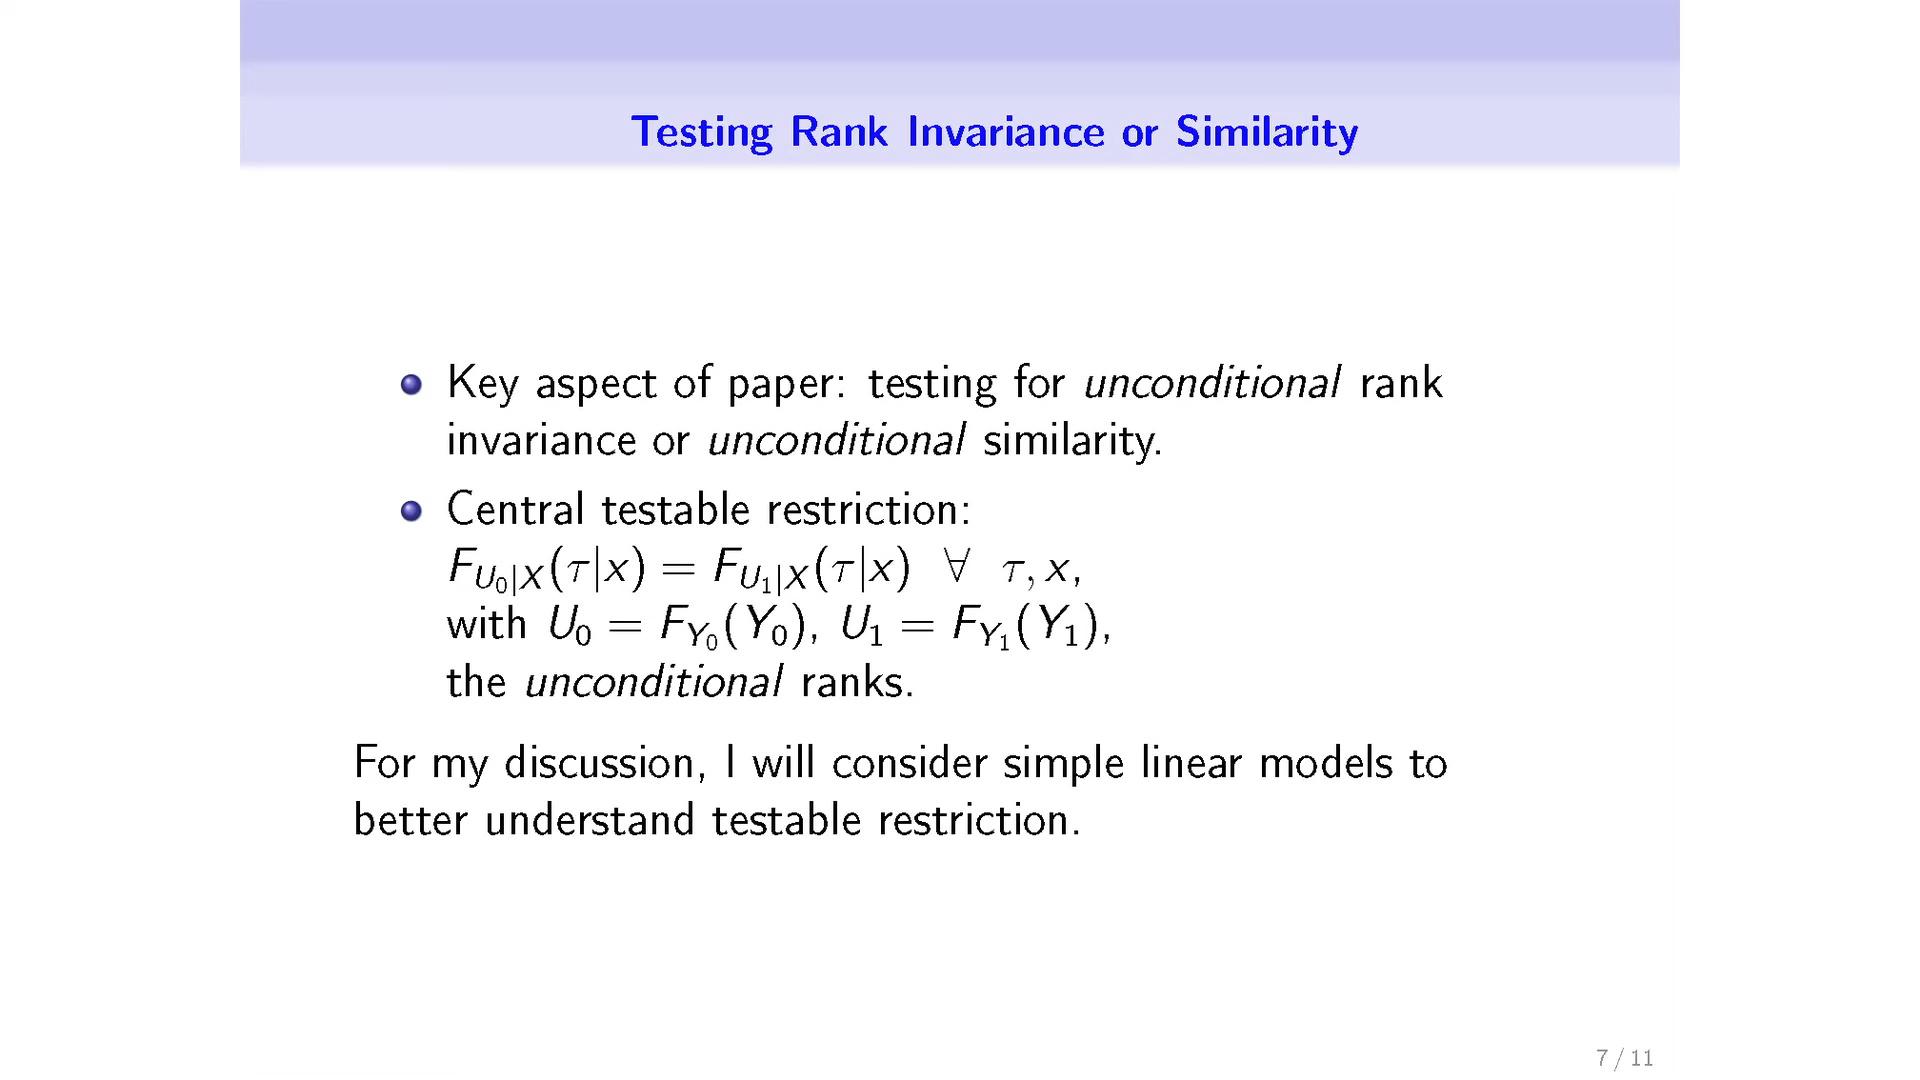 Testing Rank Invariance or Similarity
Key aspect of paper: testing for unconditional rank
invariance or unconditional similarity.
Central testable restriction:
F_{U_0|X}(τ|x) = F_{U_1|X}(τ|x) ∀ τ, x,
with U_0 = F_{Y_0}(Y_0), U_1 = F_{Y_1}(Y_1),
the unconditional ranks.
For my discussion, I will consider simple linear models to
better understand testable restriction.
7 / 11